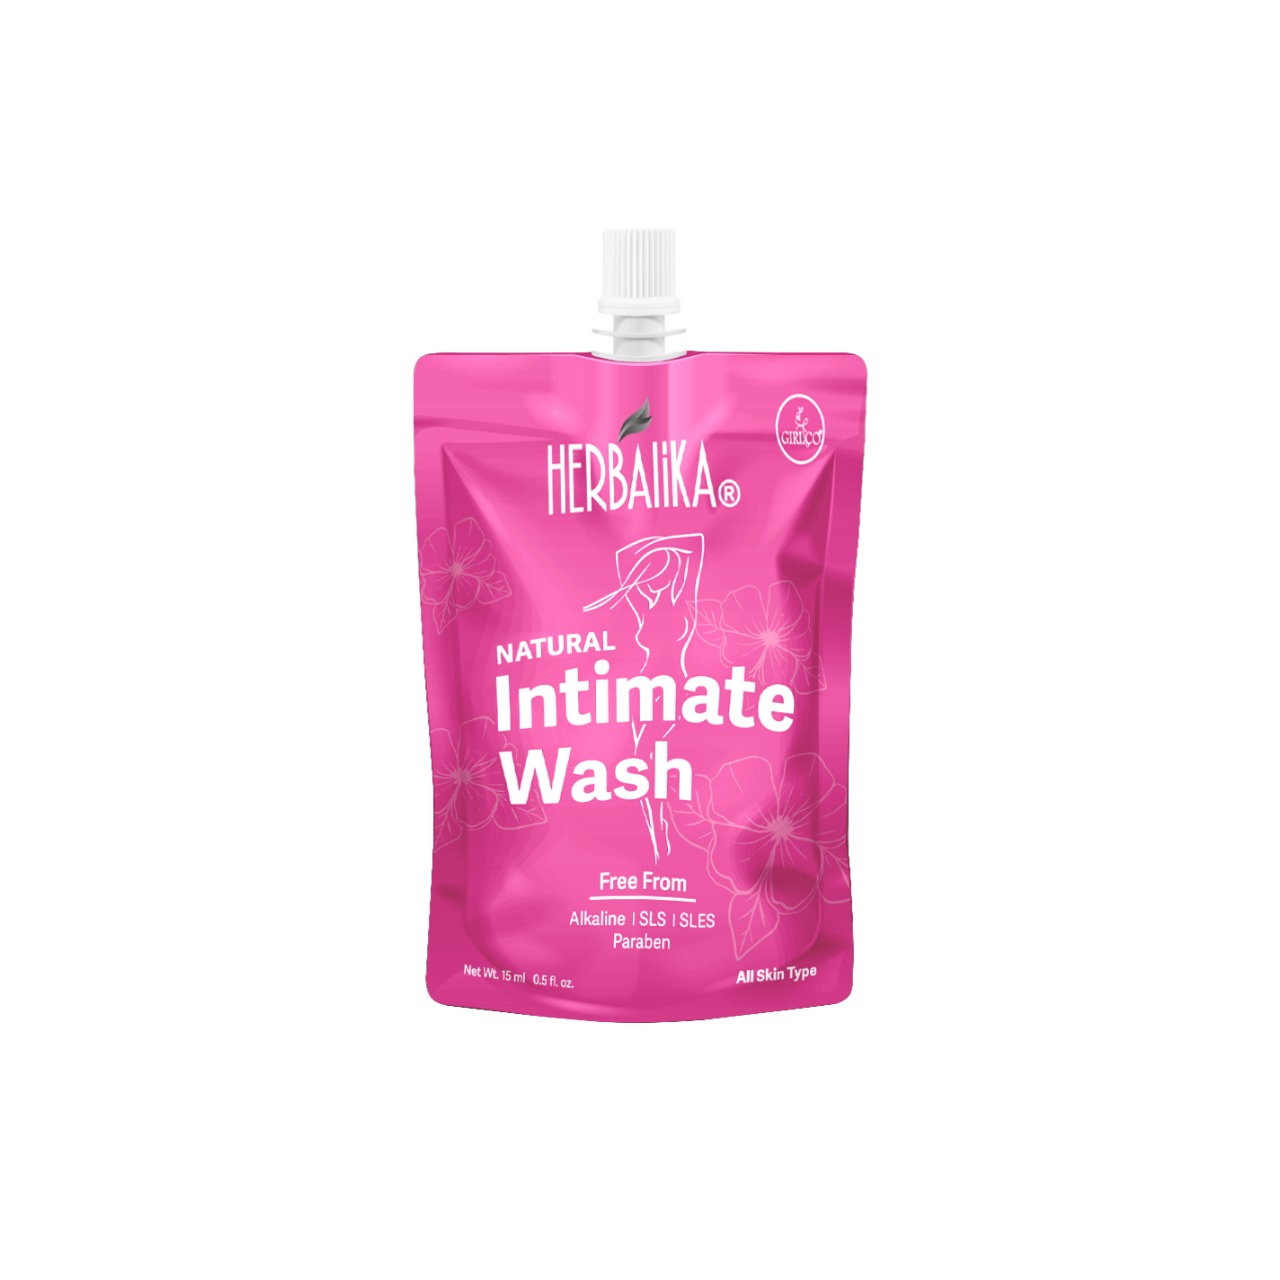 HERBALIKA®
GIRLÇO
NATURAL
Intimate
Wash
Free From
Alkaline | SLS | SLES
Paraben
Net Wt. 15 ml 0.5 fl. oz.
All Skin Type